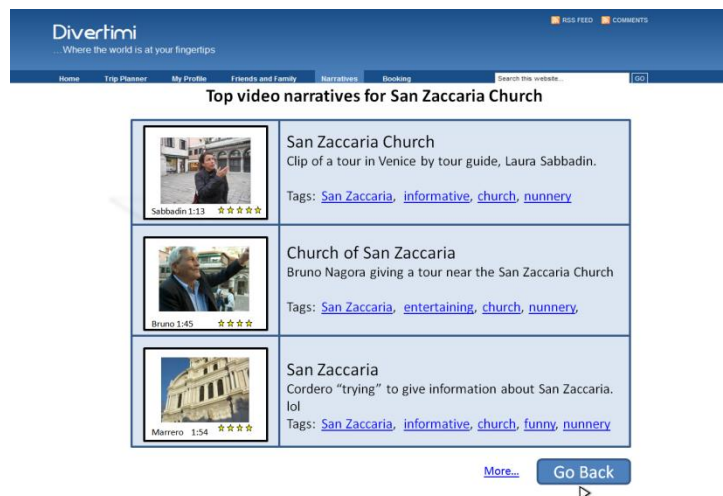 RSS FEED COMMENTS
Divertimi
...Where the world is at your fingertips
Home Trip Planner My Profile Friends and Family Narratives Booking Search this website... GO
Top video narratives for San Zaccaria Church
San Zaccaria Church
Clip of a tour in Venice by tour guide, Laura Sabbadin.
Tags: San Zaccaria, informative, church, nunnery
Sabbadin 1:13
Church of San Zaccaria
Bruno Nagora giving a tour near the San Zaccaria Church
Tags: San Zaccaria, entertaining, church, nunnery,
Bruno 1:45
San Zaccaria
Cordero “trying” to give information about San Zaccaria.
lol
Tags: San Zaccaria, informative, church, funny, nunnery
Marrero 1:54
More... Go Back